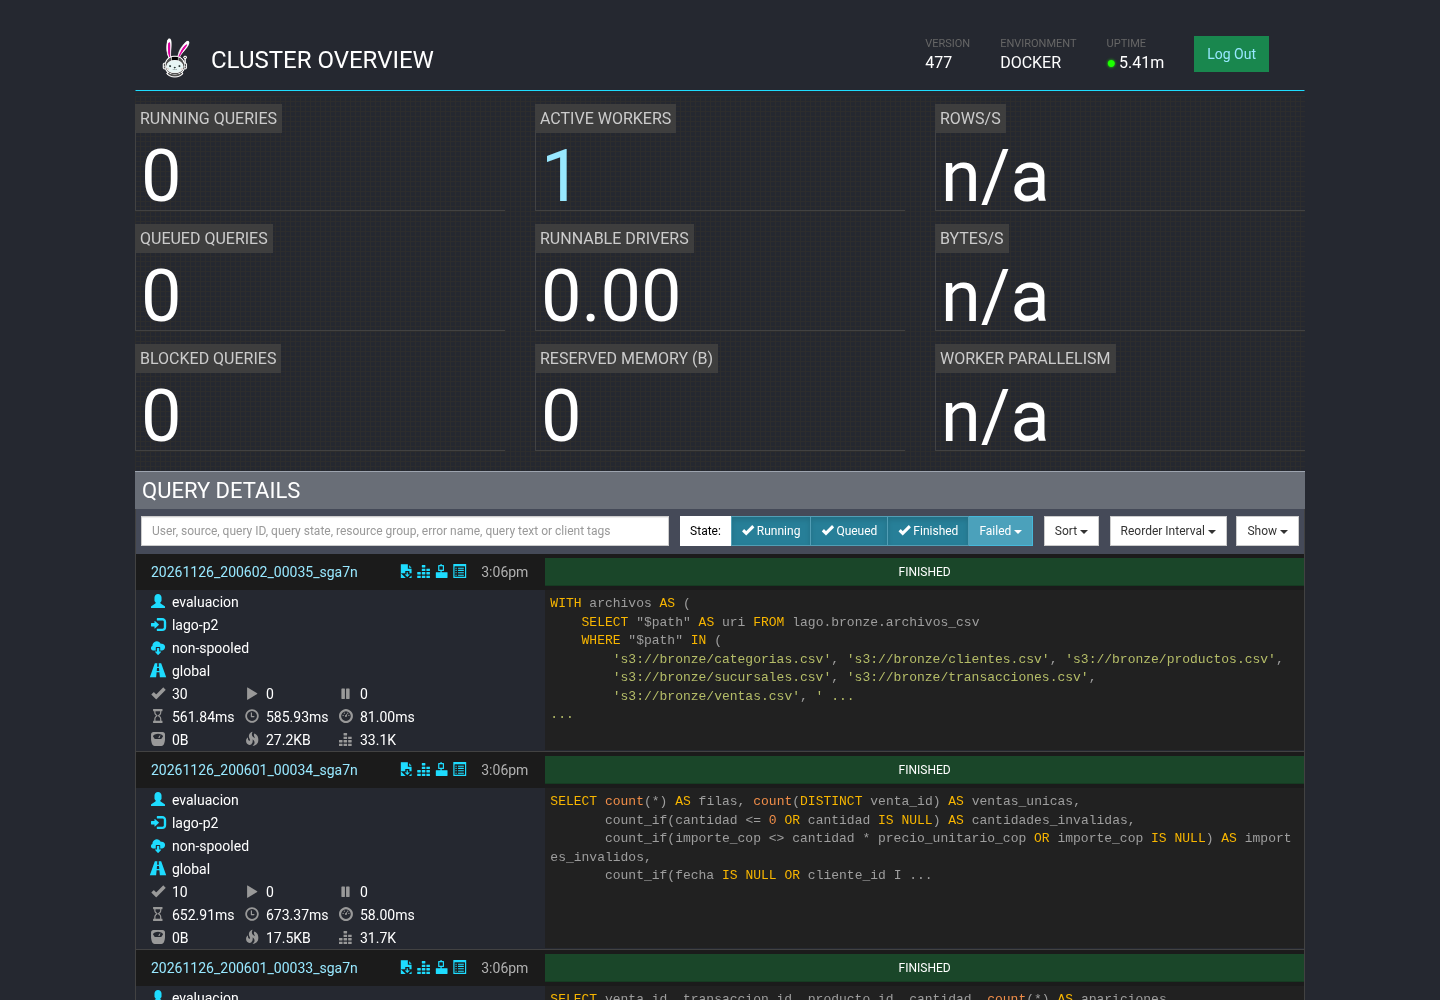 CLUSTER OVERVIEW
VERSION
477
ENVIRONMENT
DOCKER
UPTIME
5.41m
Log Out
RUNNING QUERIES
0
ACTIVE WORKERS
1
ROWS/S
n/a
QUEUED QUERIES
0
RUNNABLE DRIVERS
0.00
BYTES/S
n/a
BLOCKED QUERIES
0
RESERVED MEMORY (B)
0
WORKER PARALLELISM
n/a
QUERY DETAILS
User, source, query ID, query state, resource group, error name, query text or client tags
State: Running Queued Finished Failed Sort Reorder Interval Show
20261126_200602_00035_sga7n 3:06pm
FINISHED
evaluacion
lago-p2
non-spooled
global
30 0 0
561.84ms 585.93ms 81.00ms
0B 27.2KB 33.1K
WITH archivos AS (
    SELECT "$path" AS uri FROM lago.bronze.archivos_csv
    WHERE "$path" IN (
        's3://bronze/categorias.csv', 's3://bronze/clientes.csv', 's3://bronze/productos.csv',
        's3://bronze/sucursales.csv', 's3://bronze/transacciones.csv',
        's3://bronze/ventas.csv', ' ...
...
20261126_200601_00034_sga7n 3:06pm
FINISHED
evaluacion
lago-p2
non-spooled
global
10 0 0
652.91ms 673.37ms 58.00ms
0B 17.5KB 31.7K
SELECT count(*) AS filas, count(DISTINCT venta_id) AS ventas_unicas,
       count_if(cantidad <= 0 OR cantidad IS NULL) AS cantidades_invalidas,
       count_if(importe_cop <> cantidad * precio_unitario_cop OR importe_cop IS NULL) AS import
es_invalidos,
       count_if(fecha IS NULL OR cliente_id I ...
20261126_200601_00033_sga7n 3:06pm
FINISHED
evaluacion
SELECT venta_id, transaccion_id, producto_id, cantidad, count(*) AS apariciones